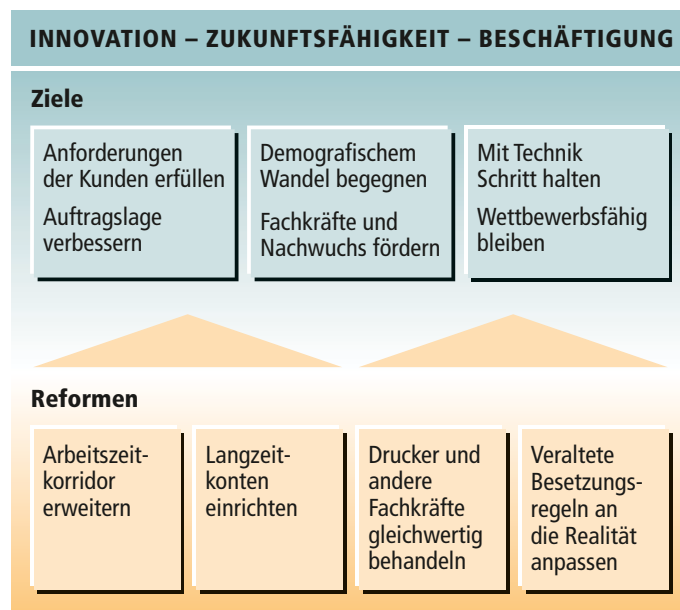 INNOVATION – ZUKUNFTSFÄHIGKEIT – BESCHÄFTIGUNG
Ziele
Anforderungen
der Kunden erfüllen
Auftragslage
verbessern
Demografischem
Wandel begegnen
Fachkräfte und
Nachwuchs fördern
Mit Technik
Schritt halten
Wettbewerbsfähig
bleiben
Reformen
Arbeitszeit-
korridor
erweitern
Langzeit-
konten
einrichten
Drucker und
andere
Fachkräfte
gleichwertig
behandeln
Veraltete
Besetzungs-
regeln an
die Realität
anpassen